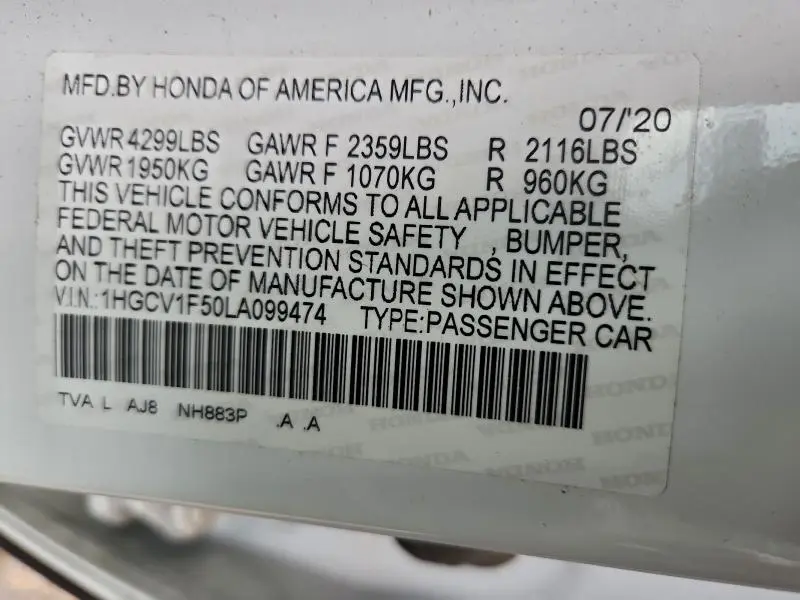 MFD.BY HONDA OF AMERICA MFG.,INC.
07/'20
GVWR 4299LBS GAWR F 2359LBS R 2116LBS
GVWR 1950KG GAWR F 1070KG R 960KG
THIS VEHICLE CONFORMS TO ALL APPLICABLE
FEDERAL MOTOR VEHICLE SAFETY , BUMPER,
AND THEFT PREVENTION STANDARDS IN EFFECT
ON THE DATE OF MANUFACTURE SHOWN ABOVE.
V.I.N.:1HGCV1F50LA099474 TYPE:PASSENGER CAR
TVA L AJ8 NH883P .A .A